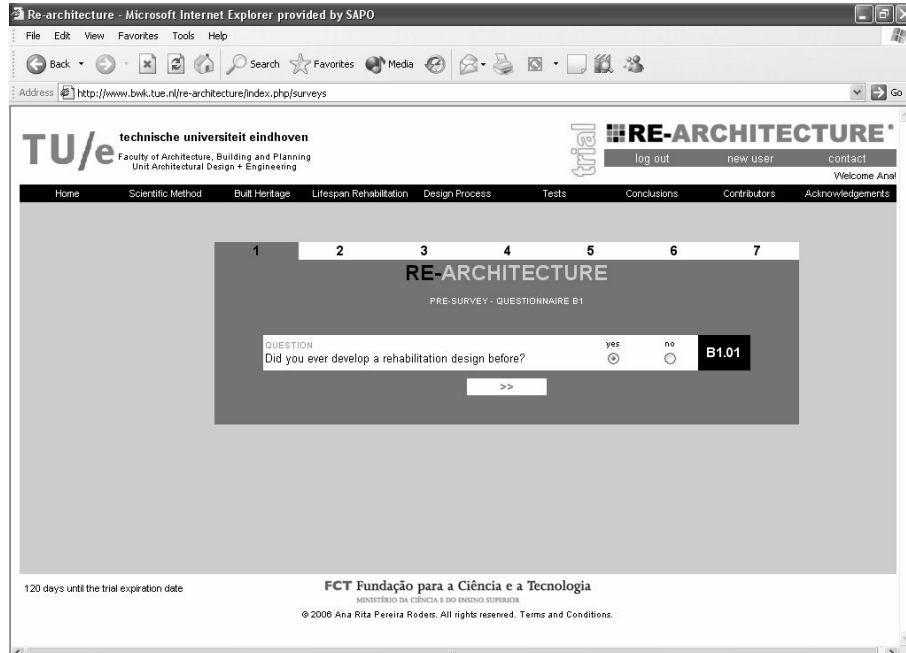 Re-architecture - Microsoft Internet Explorer provided by SAPO
File Edit View Favorites Tools Help
Back Search Favorites Media
Address http://www.bwk.tue.nl/re-architecture/index.php/surveys Go
TU/e technische universiteit eindhoven
Faculty of Architecture, Building and Planning
Unit Architectural Design + Engineering
trial
RE-ARCHITECTURE
log out new user contact
Welcome Ana!
Home Scientific Method Built Heritage Lifespan Rehabilitation Design Process Tests Conclusions Contributors Acknowledgements
1 2 3 4 5 6 7
RE-ARCHITECTURE
PRE-SURVEY - QUESTIONNAIRE B1
QUESTION yes no
Did you ever develop a rehabilitation design before? B1.01
>>
120 days until the trial expiration date
FCT Fundação para a Ciência e a Tecnologia
MINISTÉRIO DA CIÊNCIA E DO ENSINO SUPERIOR
© 2006 Ana Rita Pereira Roders. All rights reserved. Terms and Conditions.